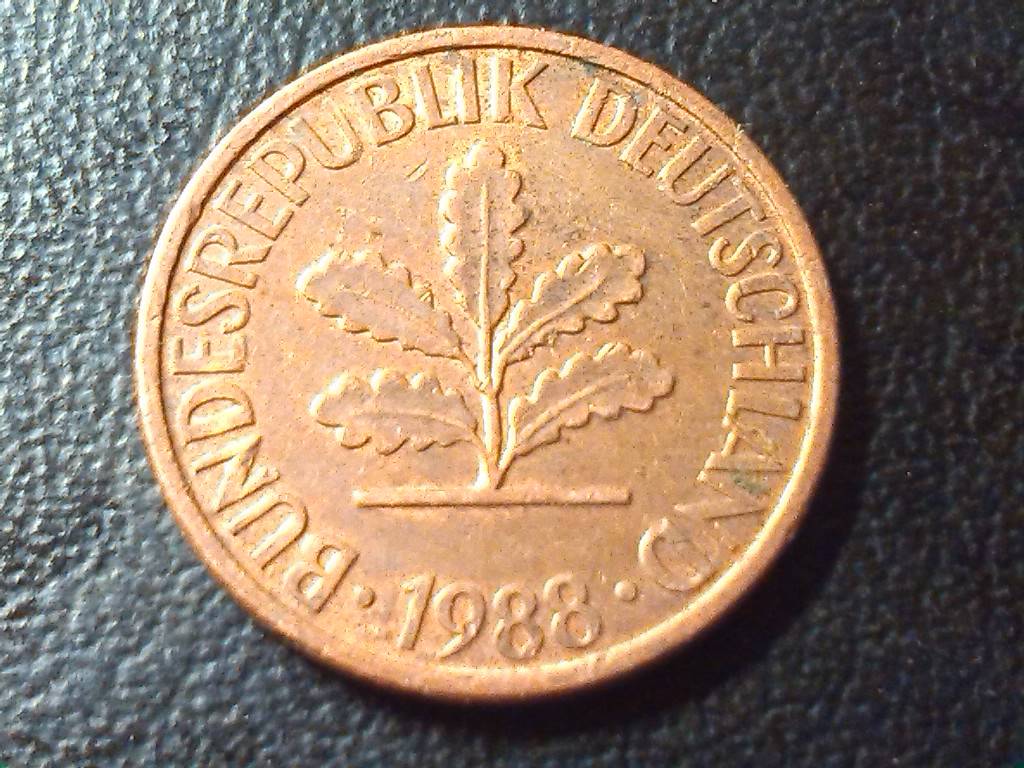 BUNDESREPUBLIK DEUTSCHLAND
· 1988 ·